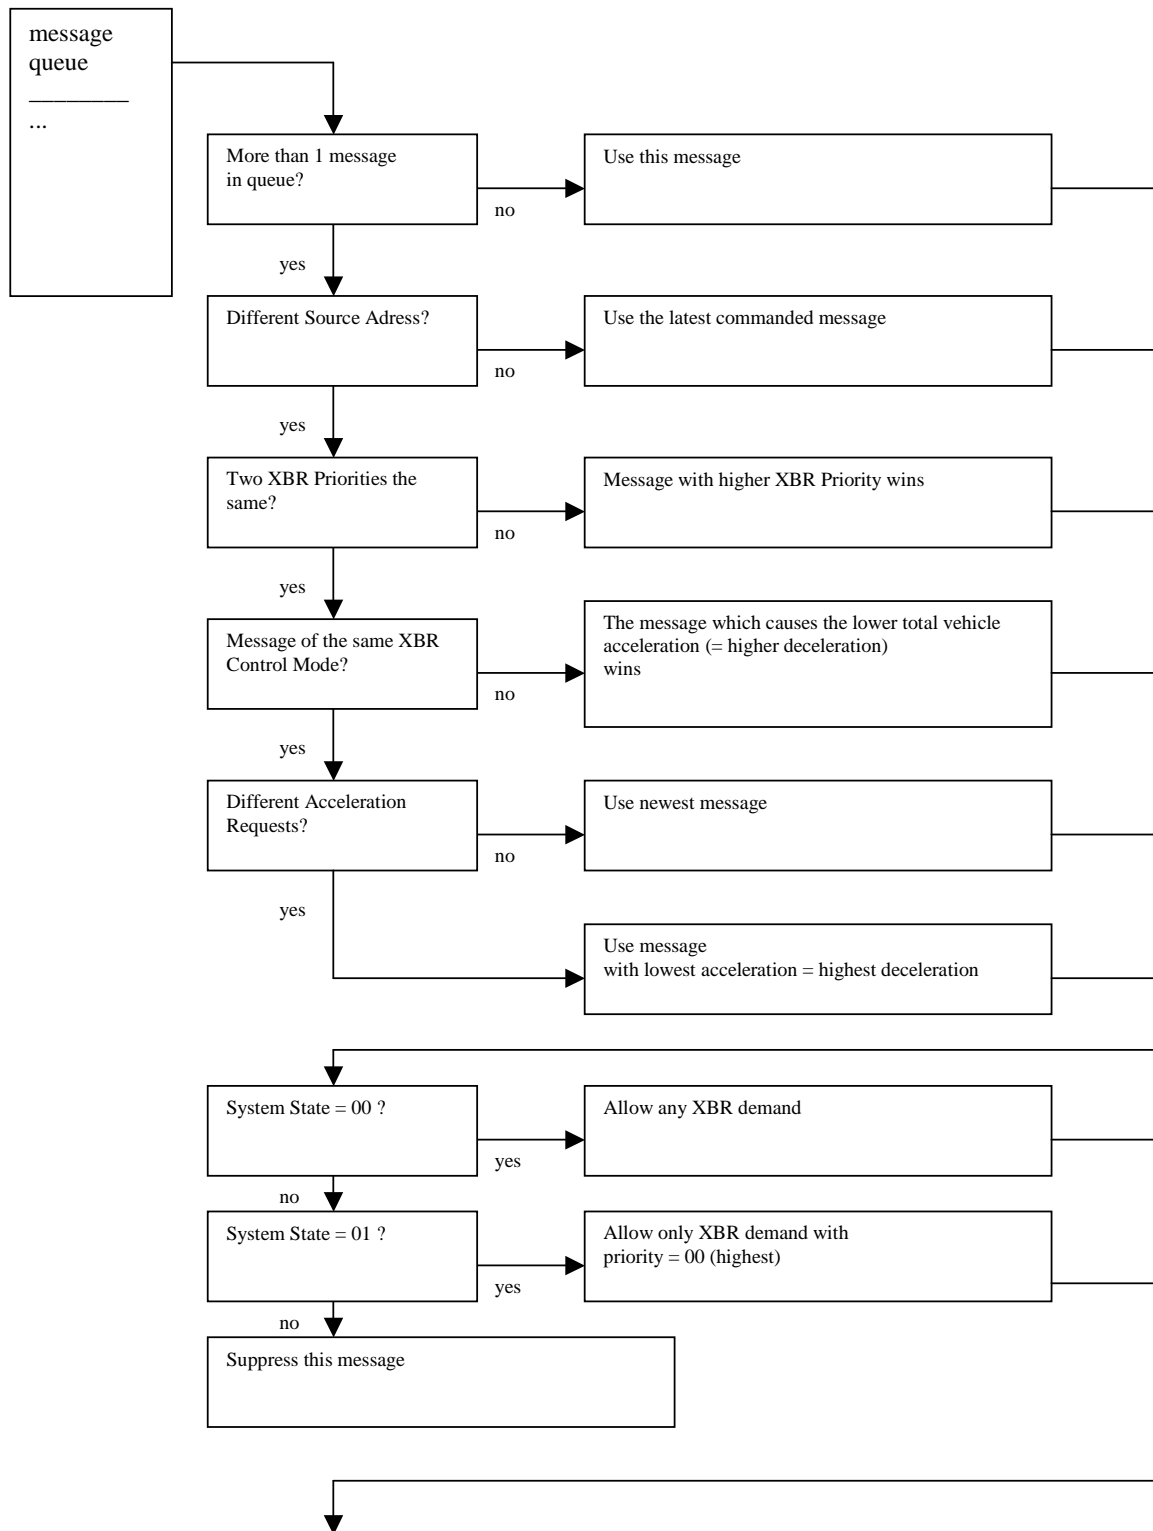 message
queue
________
...
More than 1 message
in queue?
Use this message
no
yes
Different Source Adress?
Use the latest commanded message
no
yes
Two XBR Priorities the
same?
Message with higher XBR Priority wins
no
yes
Message of the same XBR
Control Mode?
The message which causes the lower total vehicle
acceleration (= higher deceleration)
wins
no
yes
Different Acceleration
Requests?
Use newest message
no
yes
Use message
with lowest acceleration = highest deceleration
System State = 00 ?
Allow any XBR demand
yes
no
System State = 01 ?
Allow only XBR demand with
priority = 00 (highest)
yes
no
Suppress this message